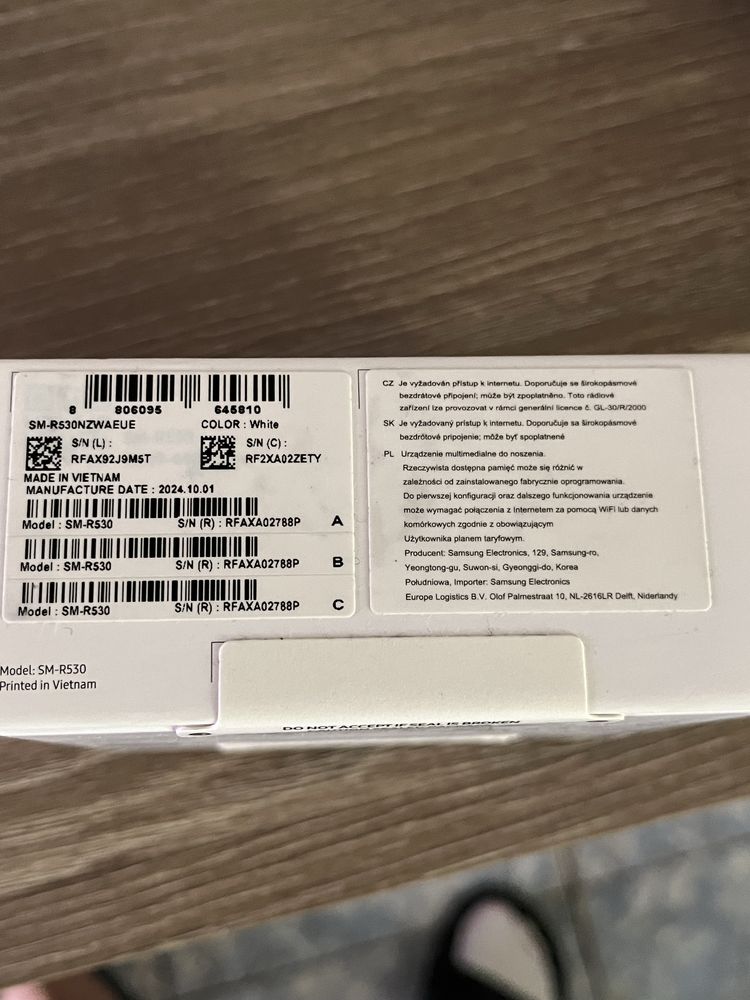 8 806095 645810
SM-R530NZWAEUE COLOR : White
S/N (L) : S/N (C) :
RFAX92J9M5T RF2XA02ZETY
MADE IN VIETNAM
MANUFACTURE DATE : 2024.10.01
Model : SM-R530 S/N (R) : RFAXA02788P A
Model : SM-R530 S/N (R) : RFAXA02788P B
Model : SM-R530 S/N (R) : RFAXA02788P C
CZ Je vyžadován přístup k internetu. Doporučuje se širokopásmové
bezdrátové připojení; může být zpoplatněno. Toto rádiové
zařízení lze provozovat v rámci generální licence č. GL-30/R/2000
SK Je vyžadovaný prístup k internetu. Doporučuje sa širokopásmové
bezdrôtové pripojenie; môže byť spoplatnené
PL Urządzenie multimedialne do noszenia.
Rzeczywista dostępna pamięć może się różnić w
zależności od zainstalowanego fabrycznie oprogramowania.
Do pierwszej konfiguracji oraz dalszego funkcjonowania urządzenie
może wymagać połączenia z Internetem za pomocą WiFi lub danych
komórkowych zgodnie z obowiązującym
Użytkownika planem taryfowym.
Producent: Samsung Electronics, 129, Samsung-ro,
Yeongtong-gu, Suwon-si, Gyeonggi-do, Korea
Południowa, Importer: Samsung Electronics
Europe Logistics B.V. Olof Palmestraat 10, NL-2616LR Delft, Niderlandy
Model: SM-R530
Printed in Vietnam
DO NOT ACCEPT IF SEAL IS BROKEN